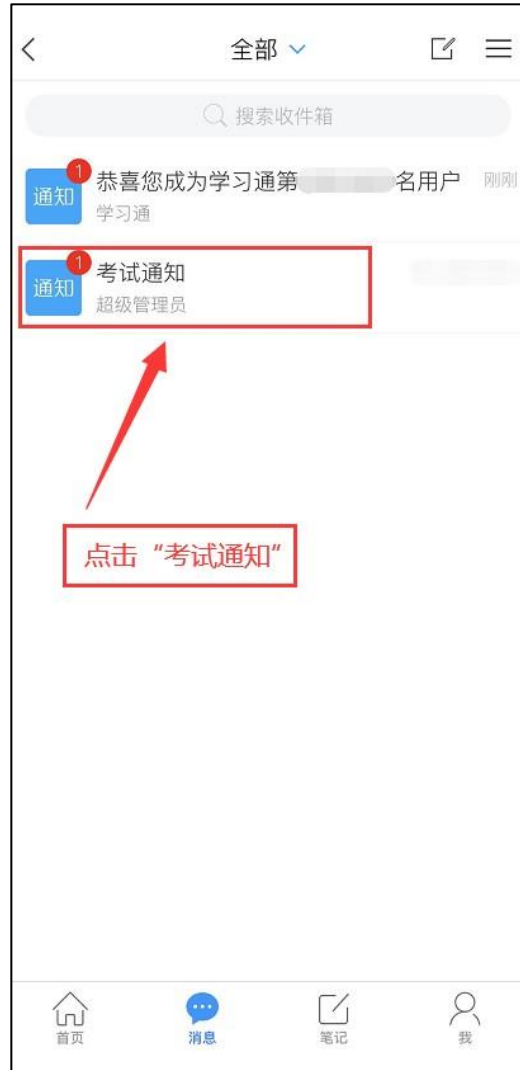 全部
搜索收件箱
通知
1
恭喜您成为学习通第 名用户
刚刚
学习通
通知
1
考试通知
超级管理员
点击“考试通知”
首页
消息
笔记
我